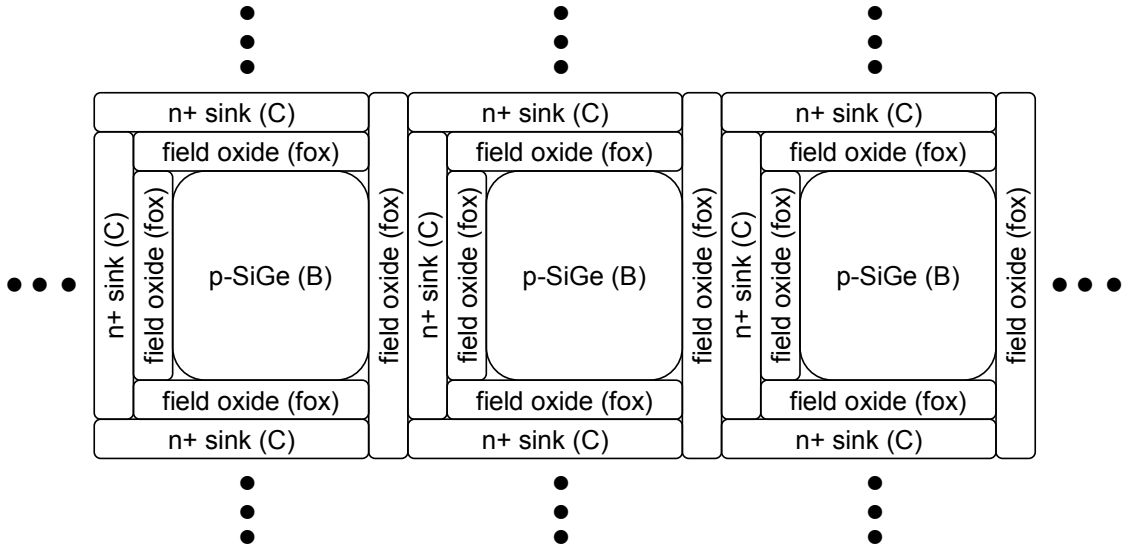 n+ sink (C)
n+ sink (C)
n+ sink (C)
field oxide (fox)
field oxide (fox)
field oxide (fox)
n+ sink (C)
field oxide (fox)
p-SiGe (B)
field oxide (fox)
n+ sink (C)
field oxide (fox)
p-SiGe (B)
field oxide (fox)
n+ sink (C)
field oxide (fox)
p-SiGe (B)
field oxide (fox)
field oxide (fox)
field oxide (fox)
field oxide (fox)
n+ sink (C)
n+ sink (C)
n+ sink (C)